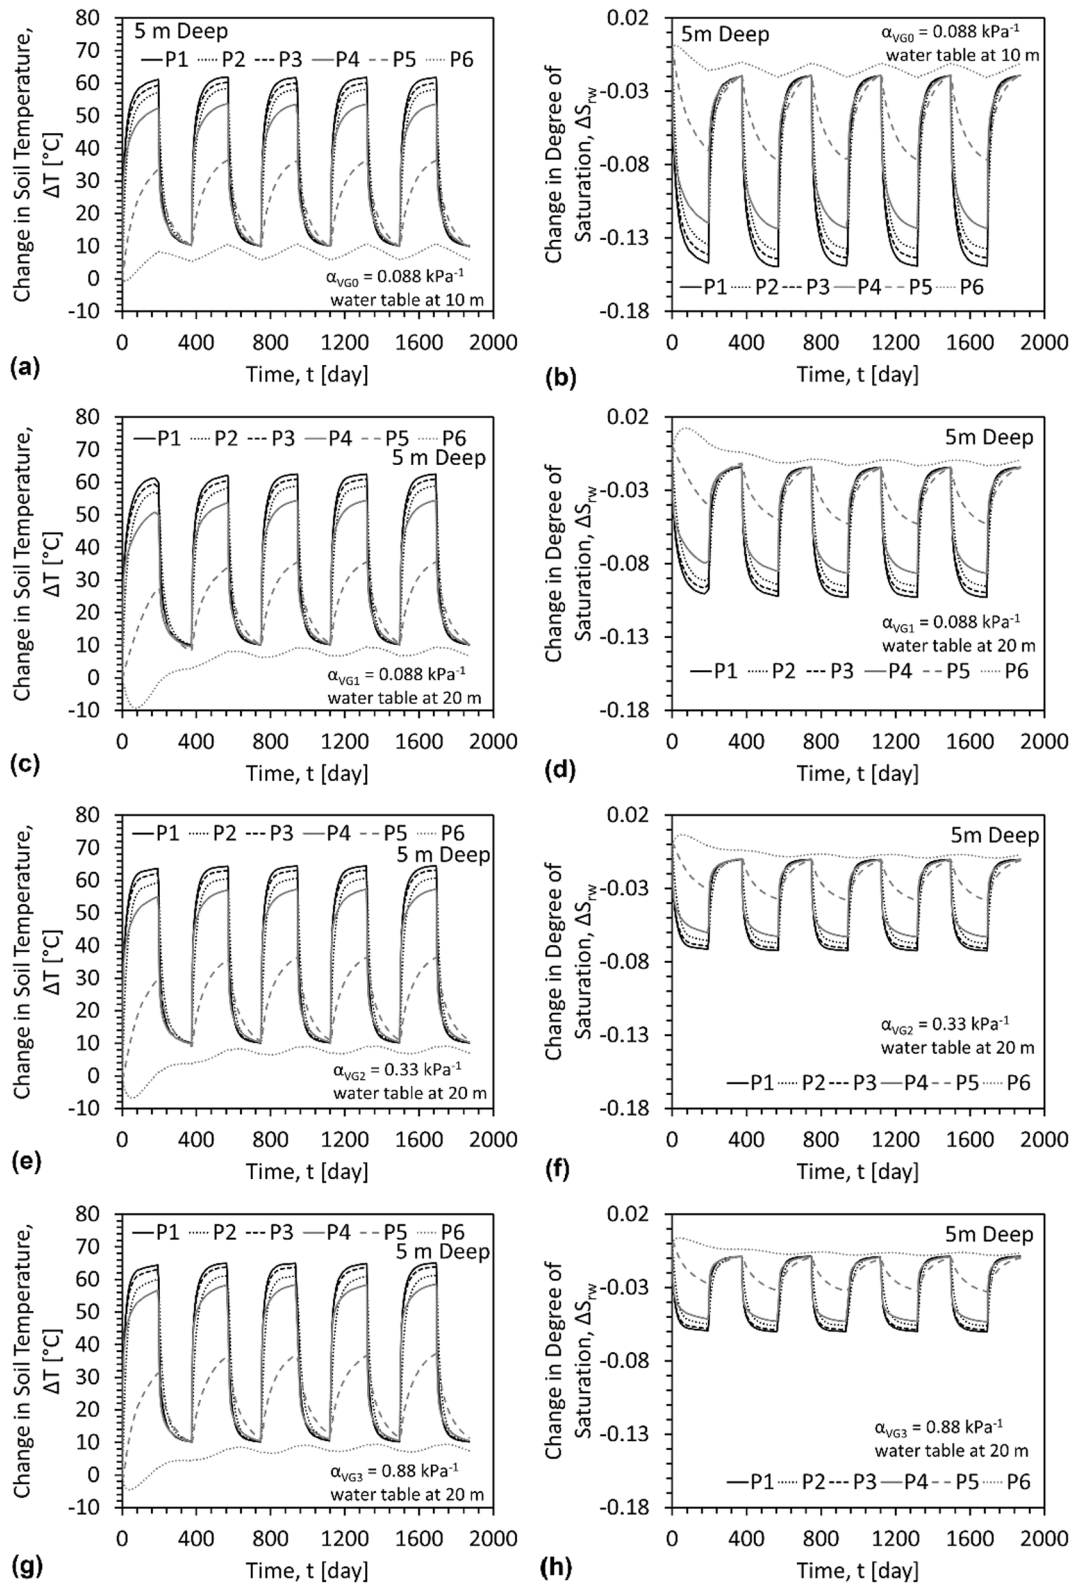 Change in Soil Temperature,
ΔT [°C]
80
70
60
50
40
30
20
10
0
-10
5 m Deep
P1 P2 P3 P4 P5 P6
αVG0 = 0.088 kPa-1
water table at 10 m
0 400 800 1200 1600 2000
Time, t [day]
(a)
Change in Degree of
Saturation, ΔSrw
0.02
-0.03
-0.08
-0.13
-0.18
5m Deep
αVG0 = 0.088 kPa-1
water table at 10 m
P1 P2 P3 P4 P5 P6
0 400 800 1200 1600 2000
Time, t [day]
(b)
Change in Soil Temperature,
ΔT [°C]
80
70
60
50
40
30
20
10
0
-10
P1 P2 P3 P4 P5 P6
5 m Deep
αVG1 = 0.088 kPa-1
water table at 20 m
0 400 800 1200 1600 2000
Time, t [day]
(c)
Change in Degree of
Saturation, ΔSrw
0.02
-0.03
-0.08
-0.13
-0.18
5m Deep
αVG1 = 0.088 kPa-1
water table at 20 m
P1 P2 P3 P4 P5 P6
0 400 800 1200 1600 2000
Time, t [day]
(d)
Change in Soil Temperature,
ΔT [°C]
80
70
60
50
40
30
20
10
0
-10
P1 P2 P3 P4 P5 P6
5 m Deep
αVG2 = 0.33 kPa-1
water table at 20 m
0 400 800 1200 1600 2000
Time, t [day]
(e)
Change in Degree of
Saturation, ΔSrw
0.02
-0.03
-0.08
-0.13
-0.18
5m Deep
αVG2 = 0.33 kPa-1
water table at 20 m
P1 P2 P3 P4 P5 P6
0 400 800 1200 1600 2000
Time, t [day]
(f)
Change in Soil Temperature,
ΔT [°C]
80
70
60
50
40
30
20
10
0
-10
P1 P2 P3 P4 P5 P6
5 m Deep
αVG3 = 0.88 kPa-1
water table at 20 m
0 400 800 1200 1600 2000
Time, t [day]
(g)
Change in Degree of
Saturation, ΔSrw
0.02
-0.03
-0.08
-0.13
-0.18
5m Deep
αVG3 = 0.88 kPa-1
water table at 20 m
P1 P2 P3 P4 P5 P6
0 400 800 1200 1600 2000
Time, t [day]
(h)